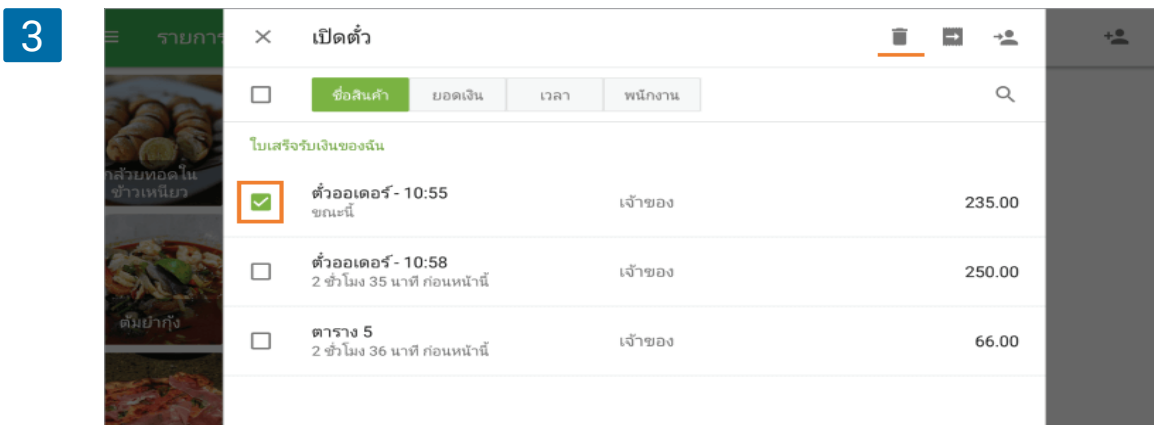 3
รายการ
เปิดตั๋ว
ชื่อสินค้า ยอดเงิน เวลา พนักงาน
ใบเสร็จรับเงินของฉัน
กล้วยทอดใน
ข้าวเหนียว
ตั๋วออเดอร์ - 10:55 เจ้าของ 235.00
ขณะนี้
ตั๋วออเดอร์ - 10:58 เจ้าของ 250.00
2 ชั่วโมง 35 นาที ก่อนหน้านี้
ต้มยำกุ้ง
ตาราง 5 เจ้าของ 66.00
2 ชั่วโมง 36 นาที ก่อนหน้านี้